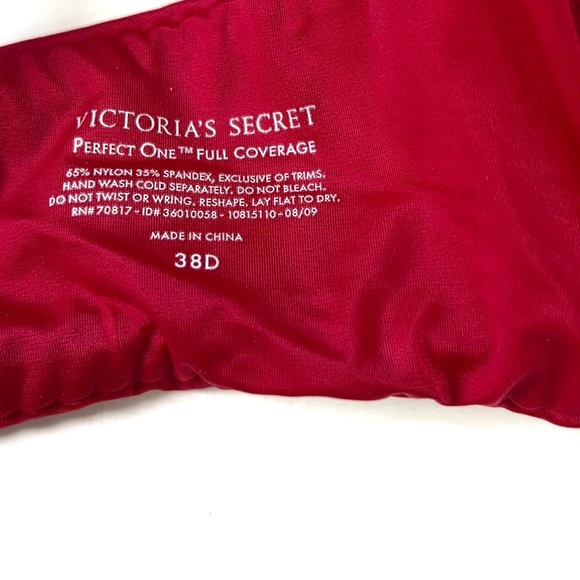 VICTORIA'S SECRET
PERFECT ONE™ FULL COVERAGE
65% NYLON 35% SPANDEX, EXCLUSIVE OF TRIMS.
HAND WASH COLD SEPARATELY. DO NOT BLEACH.
DO NOT TWIST OR WRING. RESHAPE. LAY FLAT TO DRY.
RN# 70817 - ID# 36010058 - 10815110 - 08/09
MADE IN CHINA
38D